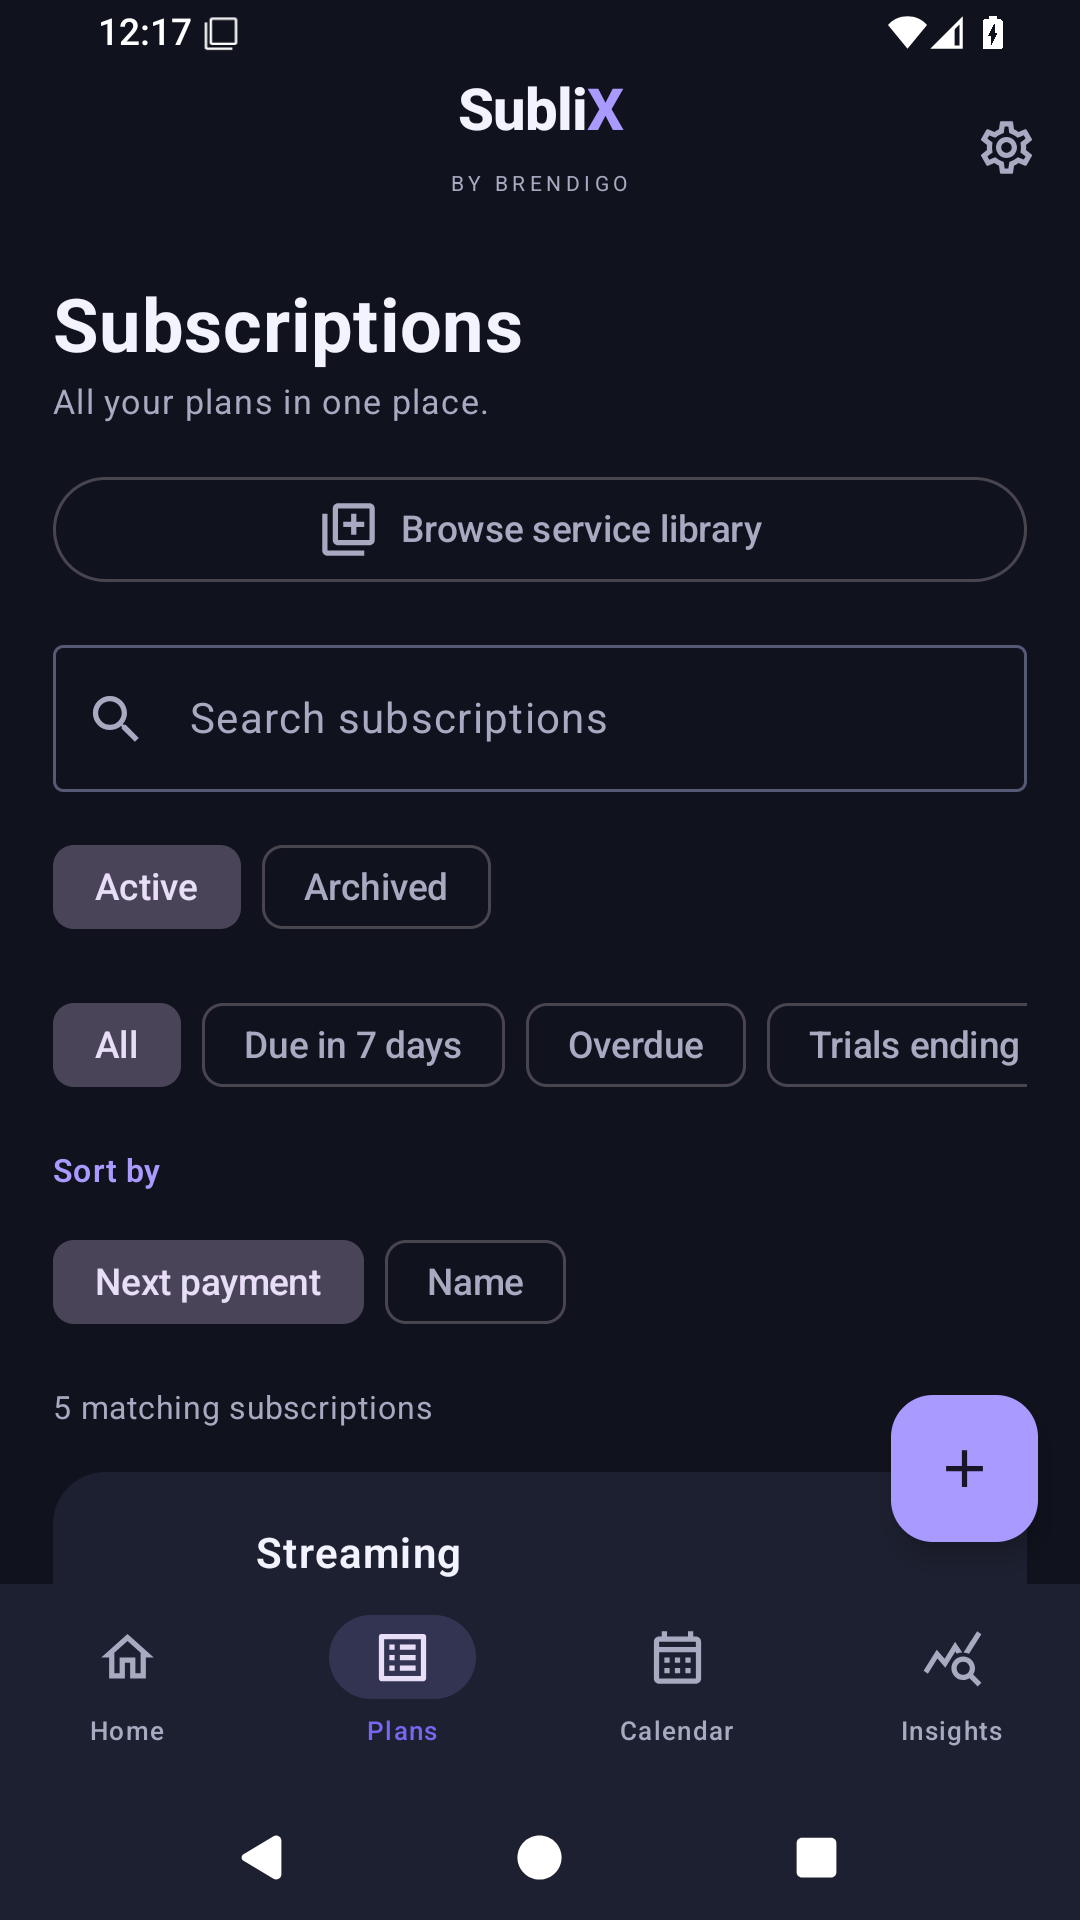 12:17
SubliX
BY BRENDIGO
Subscriptions
All your plans in one place.
Browse service library
Search subscriptions
Active Archived
All Due in 7 days Overdue Trials ending
Sort by
Next payment Name
5 matching subscriptions
Streaming
Home Plans Calendar Insights